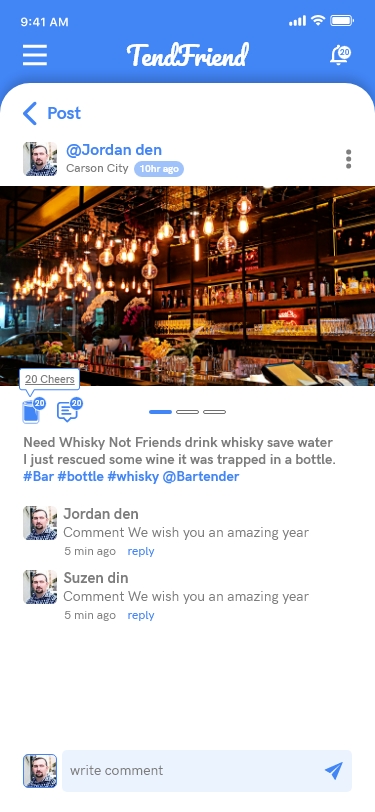 9:41 AM
TendFriend
20
Post
@Jordan den
Carson City 10hr ago
20 Cheers
20 20
Need Whisky Not Friends drink whisky save water
I just rescued some wine it was trapped in a bottle.
#Bar #bottle #whisky @Bartender
Jordan den
Comment We wish you an amazing year
5 min ago reply
Suzen din
Comment We wish you an amazing year
5 min ago reply
write comment